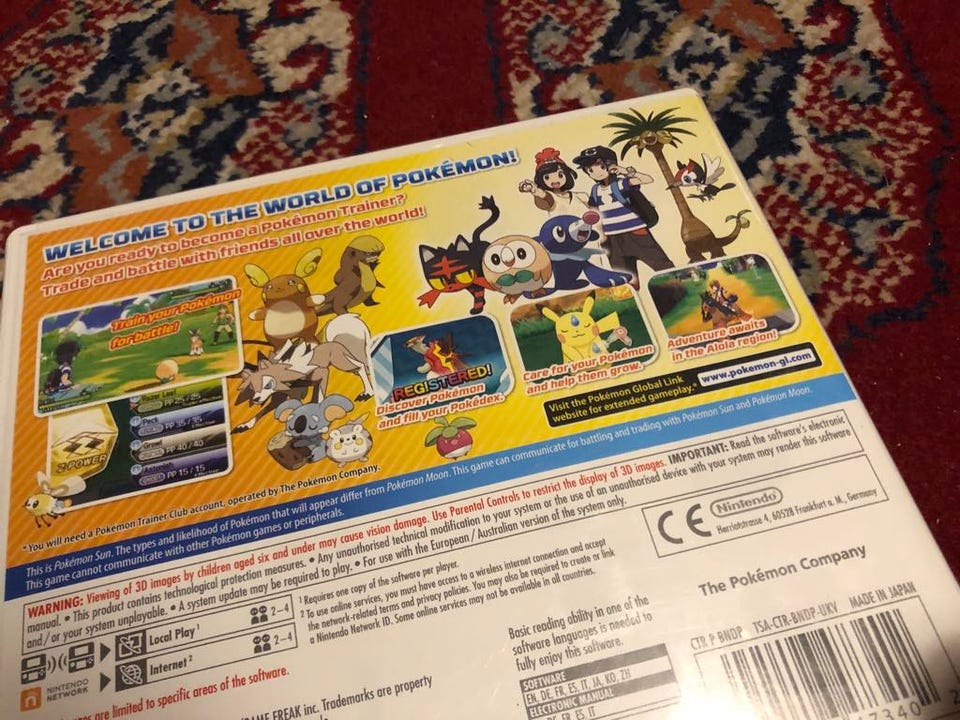 WELCOME TO THE WORLD OF POKÉMON!
Are you ready to become a Pokémon Trainer?
Trade and battle with friends all over the world!
Train your Pokémon
for battle!
PP 25/25
PP 35/35
Growl
PP 40/40
PP 15/15
Z-POWER
REGISTERED!
Discover Pokémon
and fill your Pokédex.
Care for your Pokémon
and help them grow.
Adventure awaits
in the Alola region!
Visit the Pokémon Global Link
website for extended gameplay.*
www.pokemon-gl.com
*You will need a Pokémon Trainer Club account, operated by The Pokémon Company.
This is Pokémon Sun. The types and likelihood of Pokémon that will appear differ from Pokémon Moon. This game can communicate for battling and trading with Pokémon Sun and Pokémon Moon.
This game cannot communicate with other Pokémon games or peripherals.
WARNING: Viewing of 3D images by children aged six and under may cause vision damage. Use Parental Controls to restrict the display of 3D images. IMPORTANT: Read the software's electronic
manual. • This product contains technological protection measures. • Any unauthorised technical modification to your system or the use of an unauthorised device with your system may render this software
and/or your system unplayable. • A system update may be required to play. • For use with the European / Australian version of the system only.
Local Play¹
2–4
Internet²
2–4
NINTENDO
NETWORK
¹ Requires one copy of the software per player.
² To use online services, you must have access to a wireless internet connection and accept
the network-related terms and privacy policies. You may also be required to create or link
a Nintendo Network ID. Some online services may not be available in all countries.
CE
Nintendo
Herriotstrasse 4, 60528 Frankfurt a. M., Germany
The Pokémon Company
Basic reading ability in one of the
software languages is needed to
fully enjoy this software.
SOFTWARE
EN, DE, FR, ES, IT, JA, KO, ZH
ELECTRONIC MANUAL
DE, FR, ES, IT
CTR P BNDP
TSA-CTR-BNDP-UKV
MADE IN JAPAN
are limited to specific areas of the software.
GAME FREAK inc. Trademarks are property